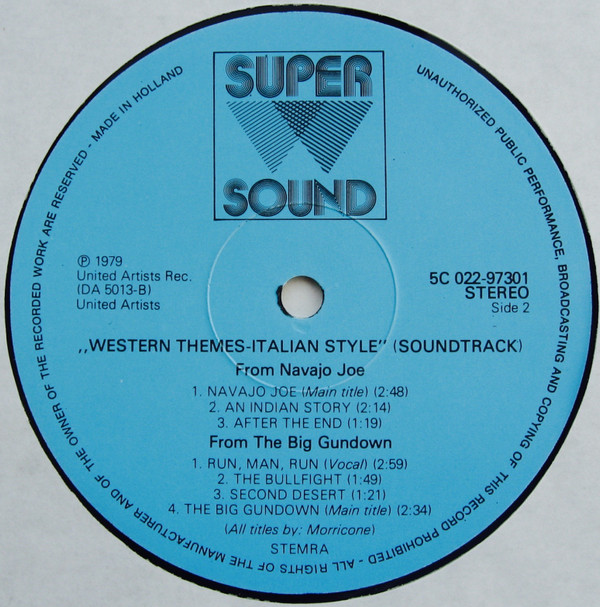 SUPER
SOUND
℗ 1979
United Artists Rec.
(DA 5013-B)
United Artists
5C 022-97301
STEREO
Side 2
,,WESTERN THEMES-ITALIAN STYLE'' (SOUNDTRACK)
From Navajo Joe
1. NAVAJO JOE (Main title) (2:48)
2. AN INDIAN STORY (2:14)
3. AFTER THE END (1:19)
From The Big Gundown
1. RUN, MAN, RUN (Vocal) (2:59)
2. THE BULLFIGHT (1:49)
3. SECOND DESERT (1:21)
4. THE BIG GUNDOWN (Main title) (2:34)
(All titles by: Morricone)
STEMRA
UNAUTHORIZED PUBLIC PERFORMANCE, BROADCASTING AND COPYING OF THIS RECORD PROHIBITED - ALL RIGHTS OF THE MANUFACTURER AND OF THE OWNER OF THE RECORDED WORK ARE RESERVED - MADE IN HOLLAND